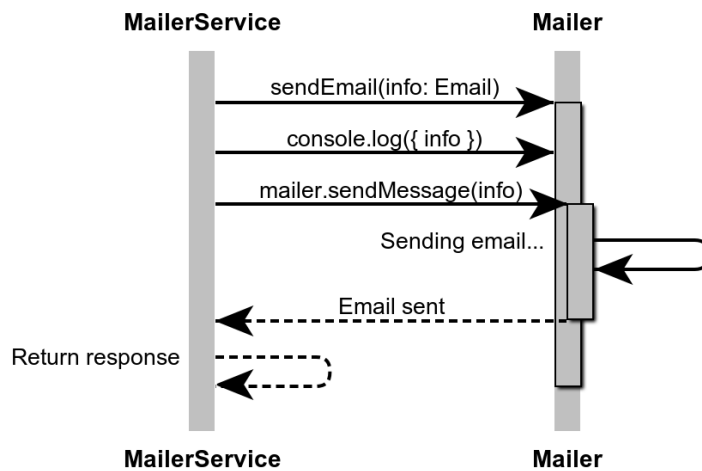 MailerService Mailer
sendEmail(info: Email)
console.log({ info })
mailer.sendMessage(info)
Sending email...
Email sent
Return response
MailerService Mailer